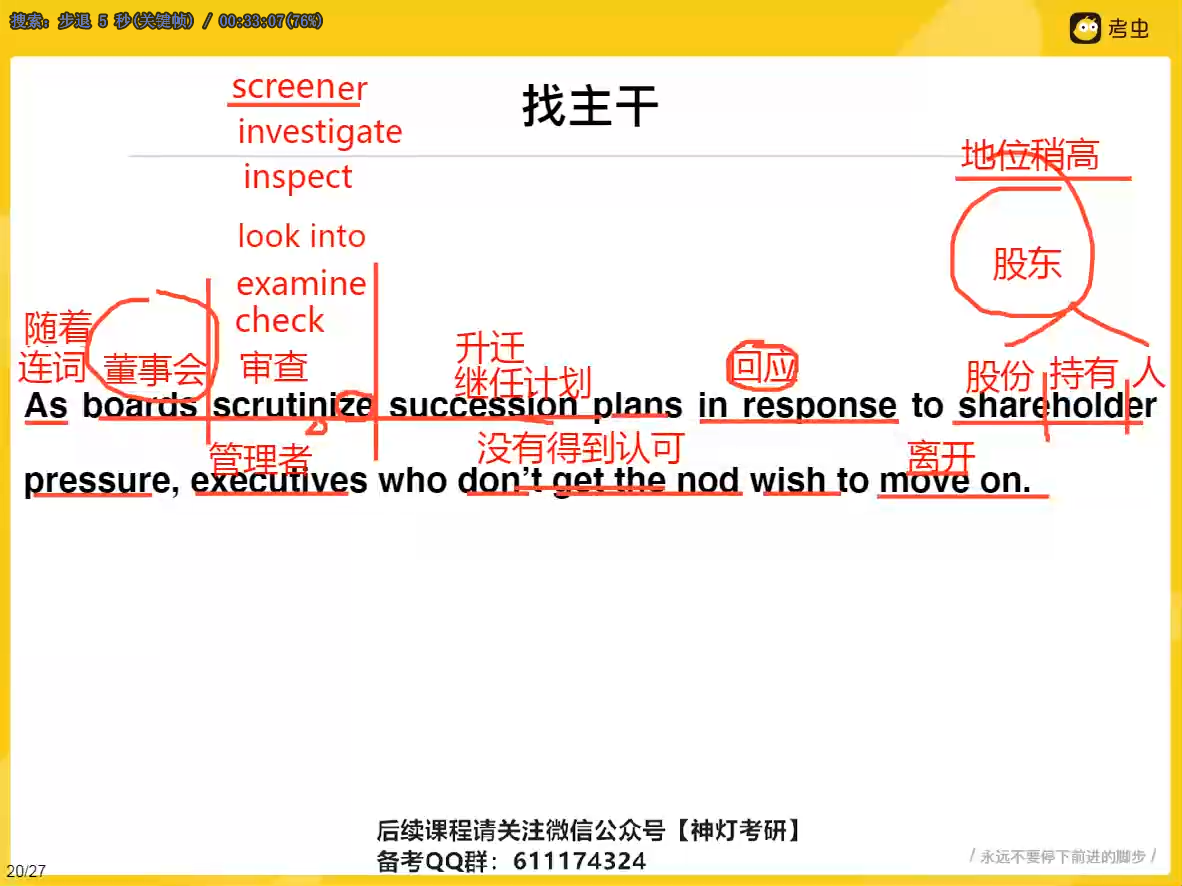 搜索: 步退 5 秒(关键帧) / 00:33:07(76%)
考虫
找主干
screener
investigate
inspect
look into
examine
check
地位稍高
股东
随着
连词
董事会
审查
升迁
继任计划
回应
股份 持有 人
As boards scrutinize succession plans in response to shareholder
管理者
没有得到认可
离开
pressure, executives who don't get the nod wish to move on.
后续课程请关注微信公众号【神灯考研】
备考QQ群：611174324
/ 永远不要停下前进的脚步 /
20/27